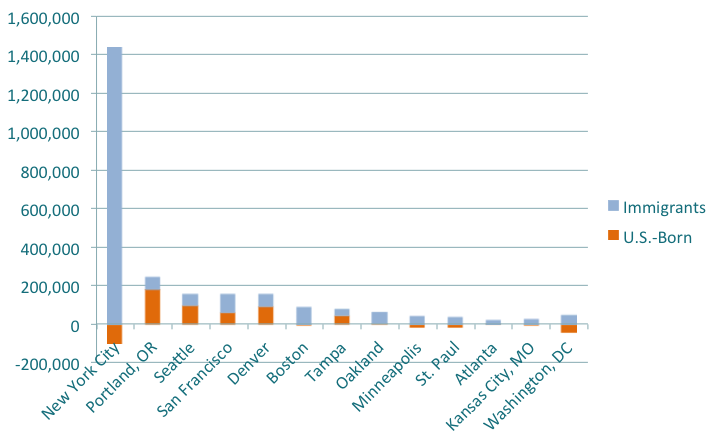 1,600,000
1,400,000
1,200,000
1,000,000
800,000
600,000
400,000
200,000
0
-200,000
New York City
Portland, OR
Seattle
San Francisco
Denver
Boston
Tampa
Oakland
Minneapolis
St. Paul
Atlanta
Kansas City, MO
Washington, DC
Immigrants
U.S.-Born